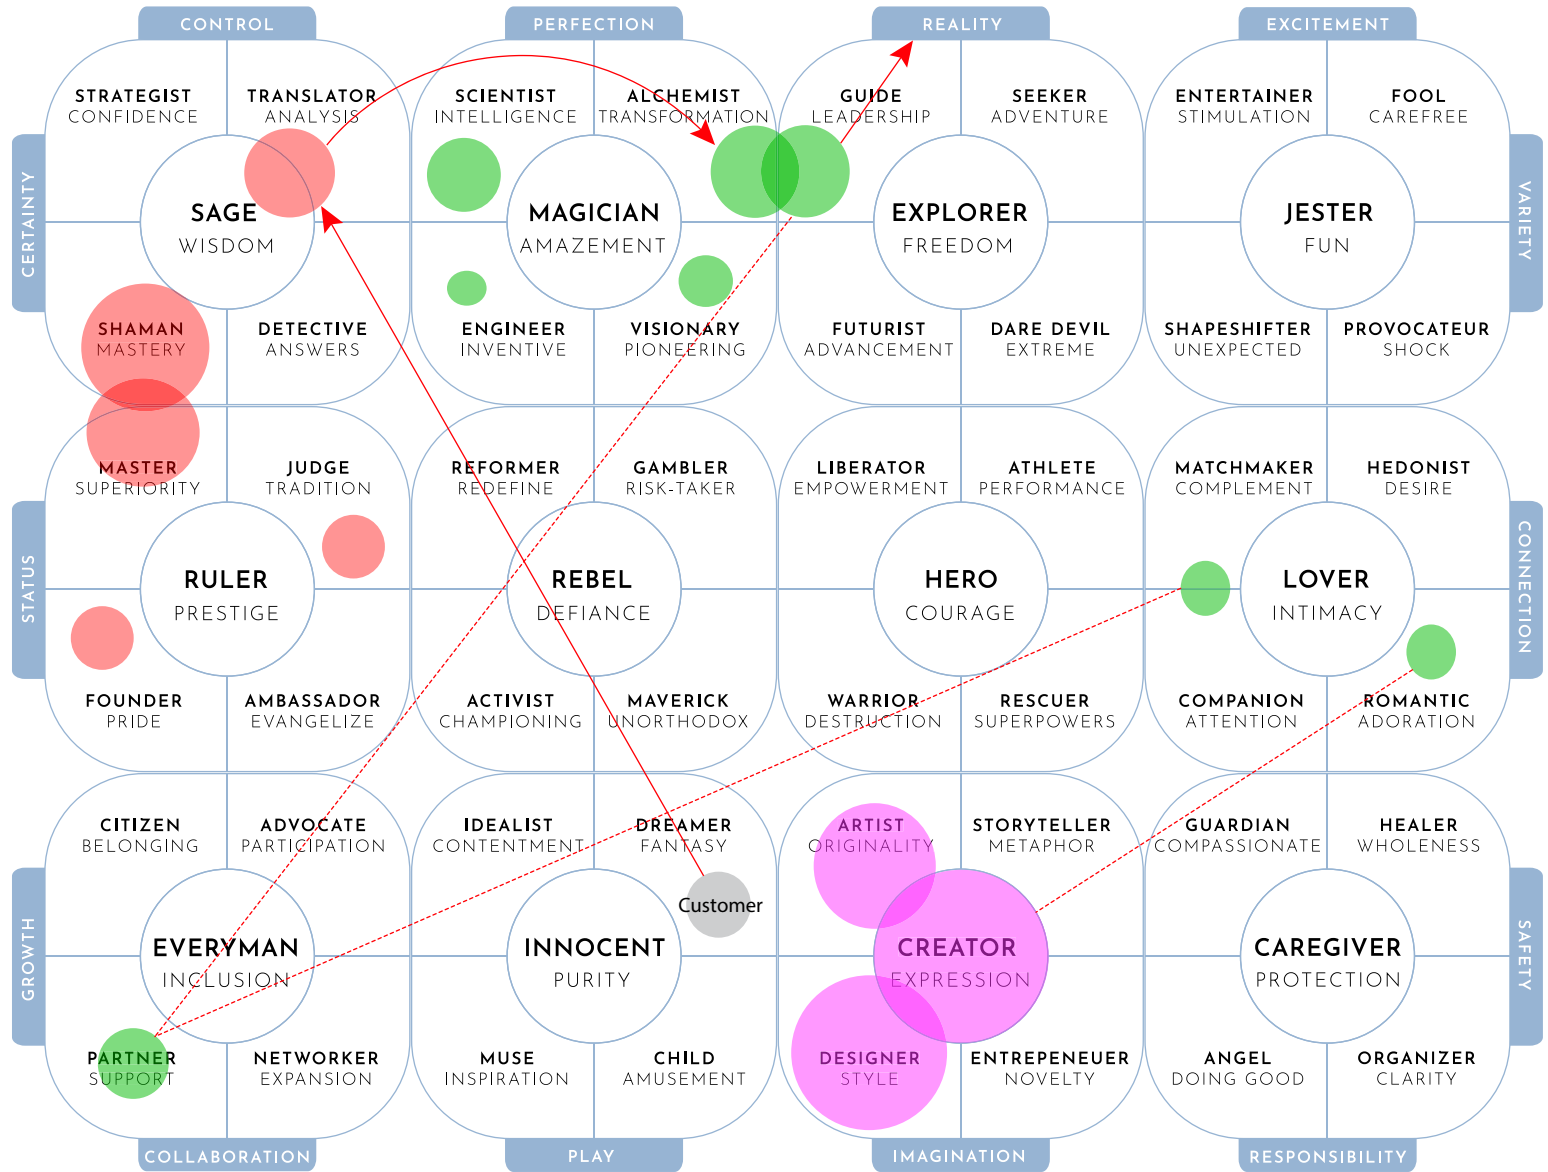 CONTROL
PERFECTION
REALITY
EXCITEMENT
STRATEGIST
CONFIDENCE
TRANSLATOR
ANALYSIS
SCIENTIST
INTELLIGENCE
ALCHEMIST
TRANSFORMATION
GUIDE
LEADERSHIP
SEEKER
ADVENTURE
ENTERTAINER
STIMULATION
FOOL
CAREFREE
CERTAINTY
SAGE
WISDOM
MAGICIAN
AMAZEMENT
EXPLORER
FREEDOM
JESTER
FUN
VARIETY
SHAMAN
MASTERY
DETECTIVE
ANSWERS
ENGINEER
INVENTIVE
VISIONARY
PIONEERING
FUTURIST
ADVANCEMENT
DARE DEVIL
EXTREME
SHAPESHIFTER
UNEXPECTED
PROVOCATEUR
SHOCK
MASTER
SUPERIORITY
JUDGE
TRADITION
REFORMER
REDEFINE
GAMBLER
RISK-TAKER
LIBERATOR
EMPOWERMENT
ATHLETE
PERFORMANCE
MATCHMAKER
COMPLEMENT
HEDONIST
DESIRE
STATUS
RULER
PRESTIGE
REBEL
DEFIANCE
HERO
COURAGE
LOVER
INTIMACY
CONNECTION
FOUNDER
PRIDE
AMBASSADOR
EVANGELIZE
ACTIVIST
CHAMPIONING
MAVERICK
UNORTHODOX
WARRIOR
DESTRUCTION
RESCUER
SUPERPOWERS
COMPANION
ATTENTION
ROMANTIC
ADORATION
CITIZEN
BELONGING
ADVOCATE
PARTICIPATION
IDEALIST
CONTENTMENT
DREAMER
FANTASY
ARTIST
ORIGINALITY
STORYTELLER
METAPHOR
GUARDIAN
COMPASSIONATE
HEALER
WHOLENESS
Customer
GROWTH
EVERYMAN
INCLUSION
INNOCENT
PURITY
CREATOR
EXPRESSION
CAREGIVER
PROTECTION
SAFETY
PARTNER
SUPPORT
NETWORKER
EXPANSION
MUSE
INSPIRATION
CHILD
AMUSEMENT
DESIGNER
STYLE
ENTREPENEUER
NOVELTY
ANGEL
DOING GOOD
ORGANIZER
CLARITY
COLLABORATION
PLAY
IMAGINATION
RESPONSIBILITY